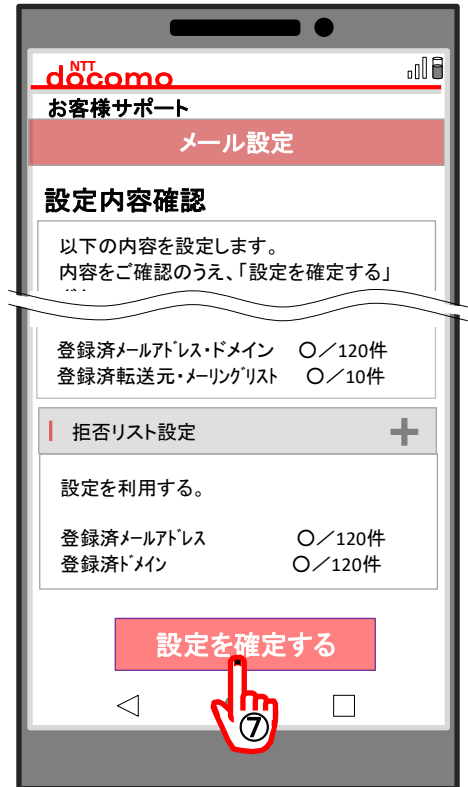 NTT
docomo
お客様サポート
メール設定
設定内容確認
以下の内容を設定します。
内容をご確認のうえ、「設定を確定する」
登録済メールアドレス・ドメイン 〇／120件
登録済転送元・メーリングリスト 〇／10件
拒否リスト設定
設定を利用する。
登録済メールアドレス 〇／120件
登録済ドメイン 〇／120件
設定を確定する
⑦